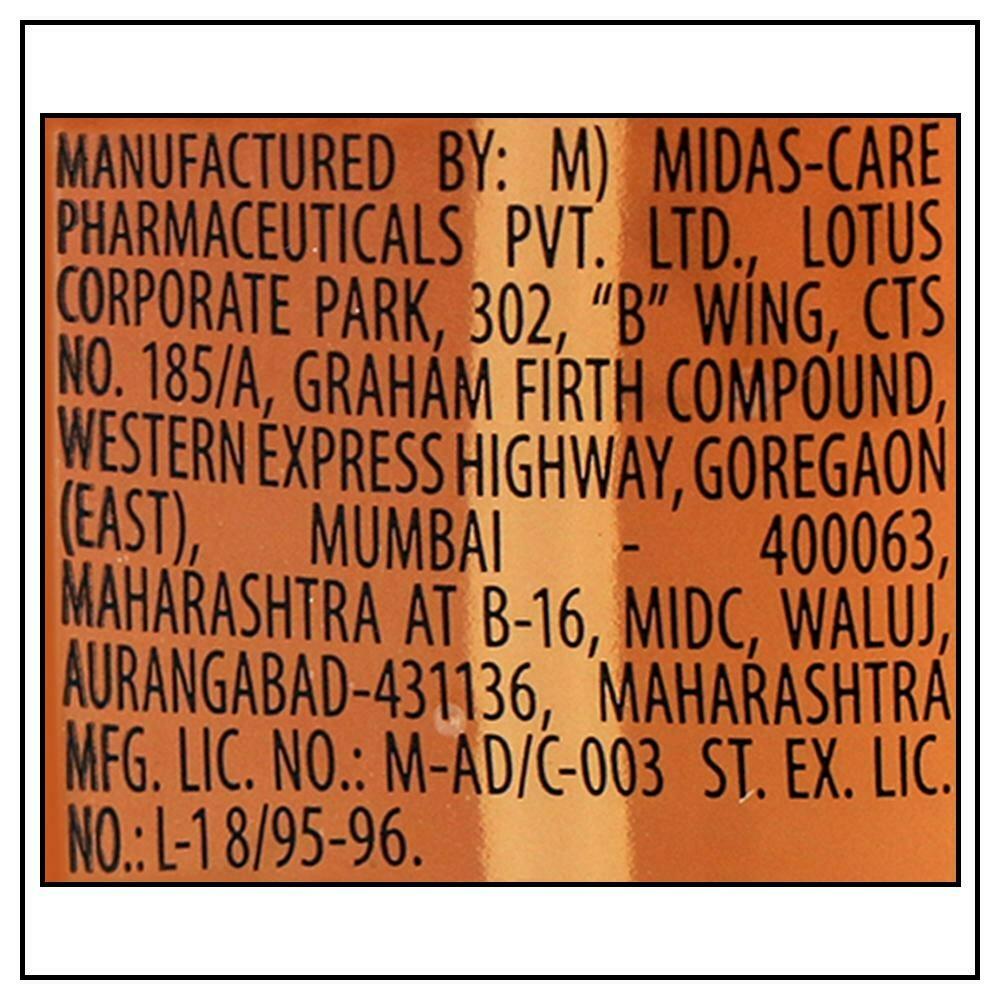 MANUFACTURED BY: M) MIDAS-CARE
PHARMACEUTICALS PVT. LTD., LOTUS
CORPORATE PARK, 302, “B” WING, CTS
NO. 185/A, GRAHAM FIRTH COMPOUND,
WESTERN EXPRESS HIGHWAY, GOREGAON
(EAST), MUMBAI - 400063,
MAHARASHTRA AT B-16, MIDC, WALUJ,
AURANGABAD-431136, MAHARASHTRA
MFG. LIC. NO.: M-AD/C-003 ST. EX. LIC.
NO.: L-1 8/95-96.